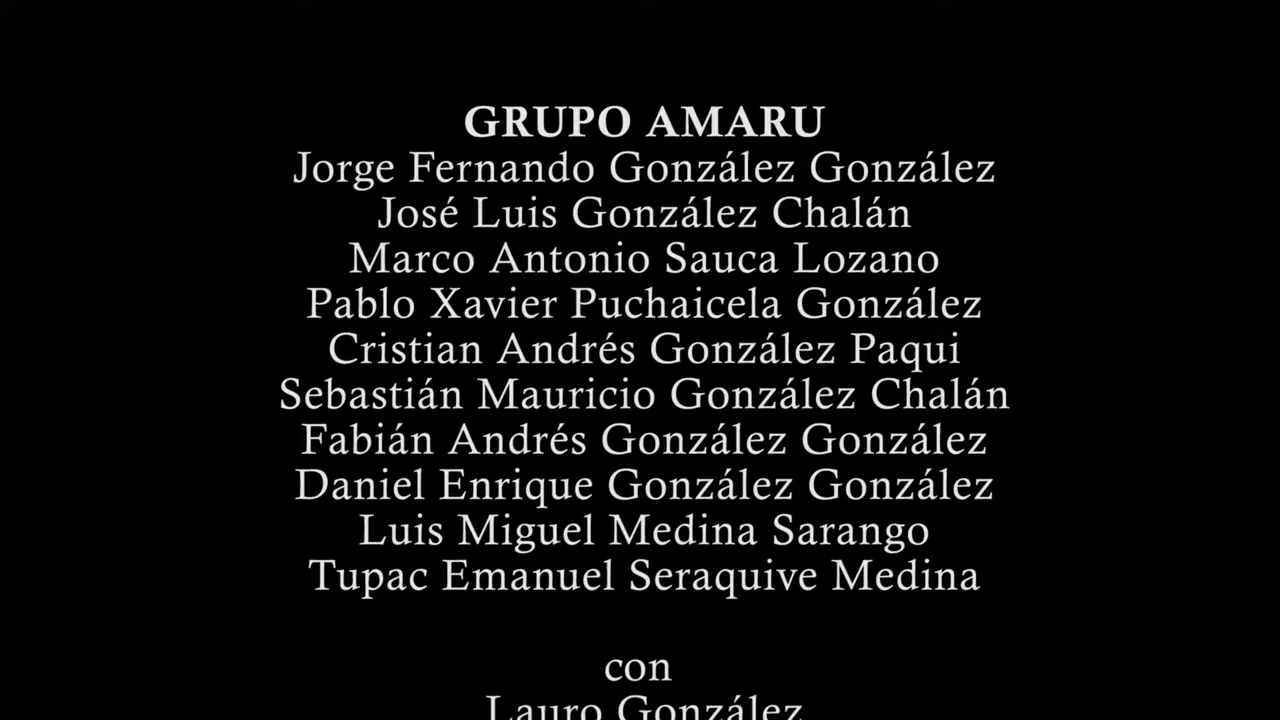 GRUPO AMARU
Jorge Fernando González González
José Luis González Chalán
Marco Antonio Sauca Lozano
Pablo Xavier Puchaicela González
Cristian Andrés González Paqui
Sebastián Mauricio González Chalán
Fabián Andrés González González
Daniel Enrique González González
Luis Miguel Medina Sarango
Tupac Emanuel Seraquive Medina
con
Lauro González